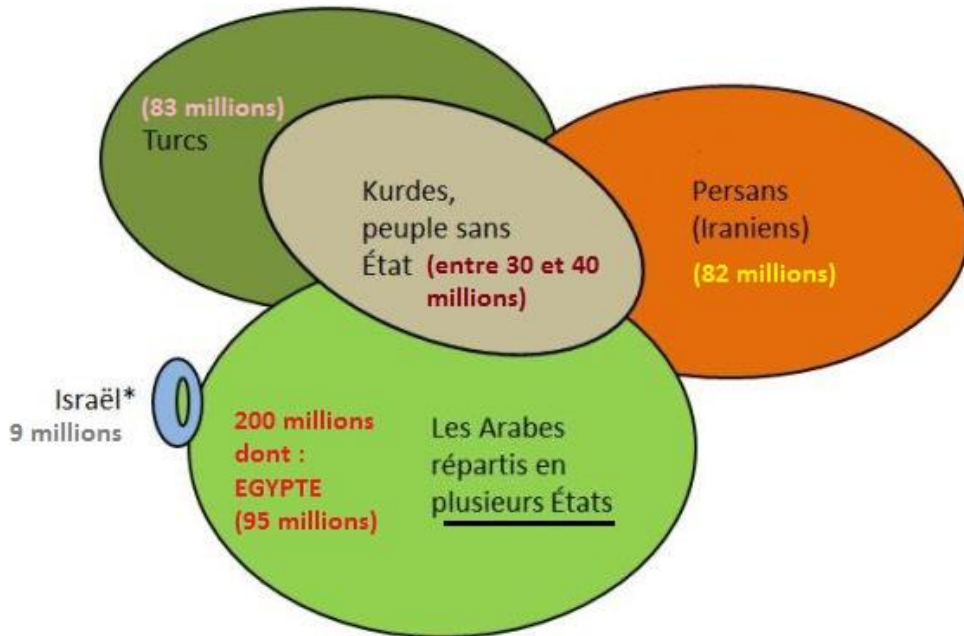 (83 millions)
Turcs
Kurdes,
peuple sans
État (entre 30 et 40
millions)
Persans
(Iraniens)
(82 millions)
Israël*
9 millions
200 millions
dont :
EGYPTE
(95 millions)
Les Arabes
répartis en
plusieurs États